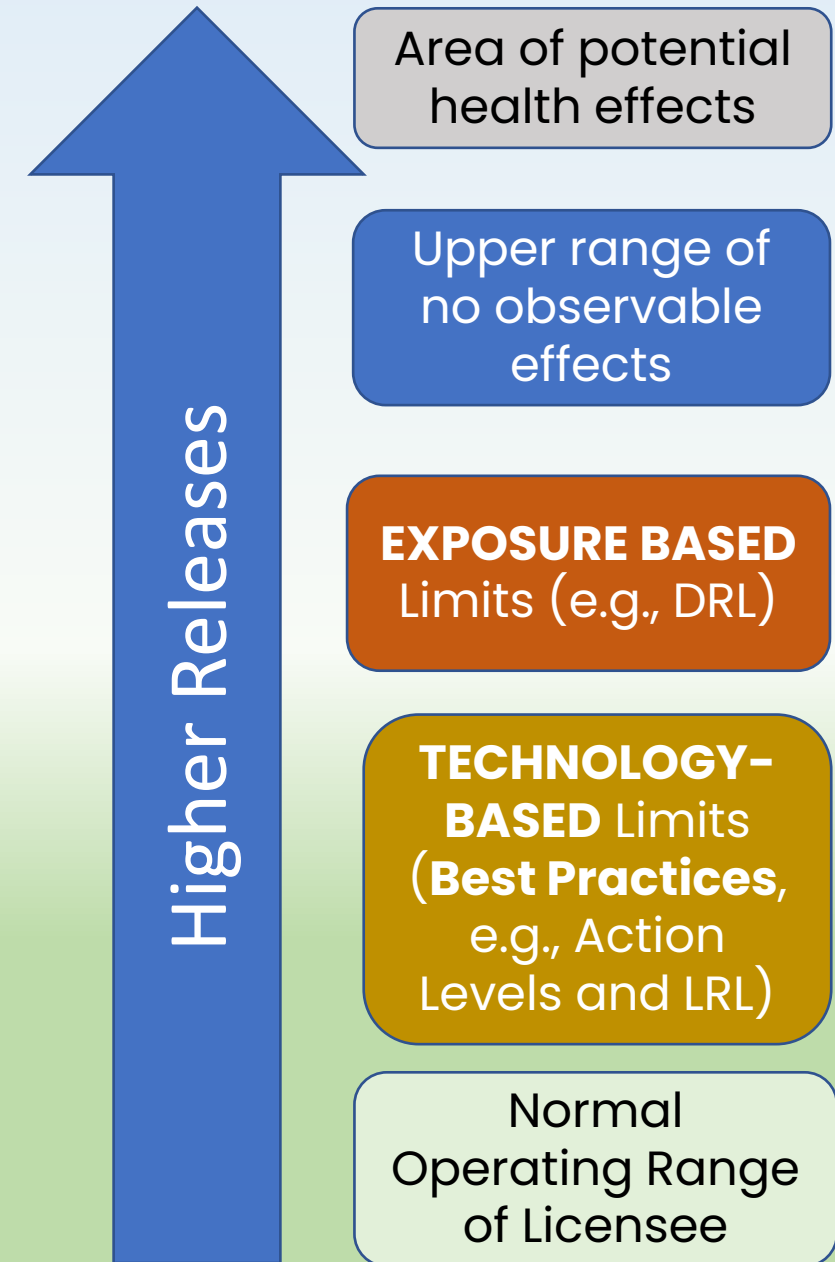 Area of potential
health effects
Upper range of
no observable
effects
Higher Releases
EXPOSURE BASED
Limits (e.g., DRL)
TECHNOLOGY-
BASED Limits
(Best Practices,
e.g., Action
Levels and LRL)
Normal
Operating Range
of Licensee